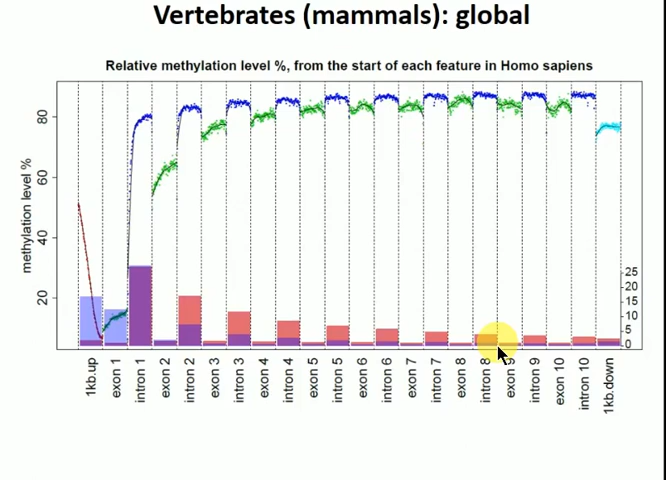 Vertebrates (mammals): global
Relative methylation level %, from the start of each feature in Homo sapiens
methylation level %
80
60
40
20
25
20
15
10
5
0
1kb.up
exon 1
intron 1
exon 2
intron 2
exon 3
intron 3
exon 4
intron 4
exon 5
intron 5
exon 6
intron 6
exon 7
intron 7
exon 8
intron 8
exon 9
intron 9
exon 10
intron 10
1kb.down